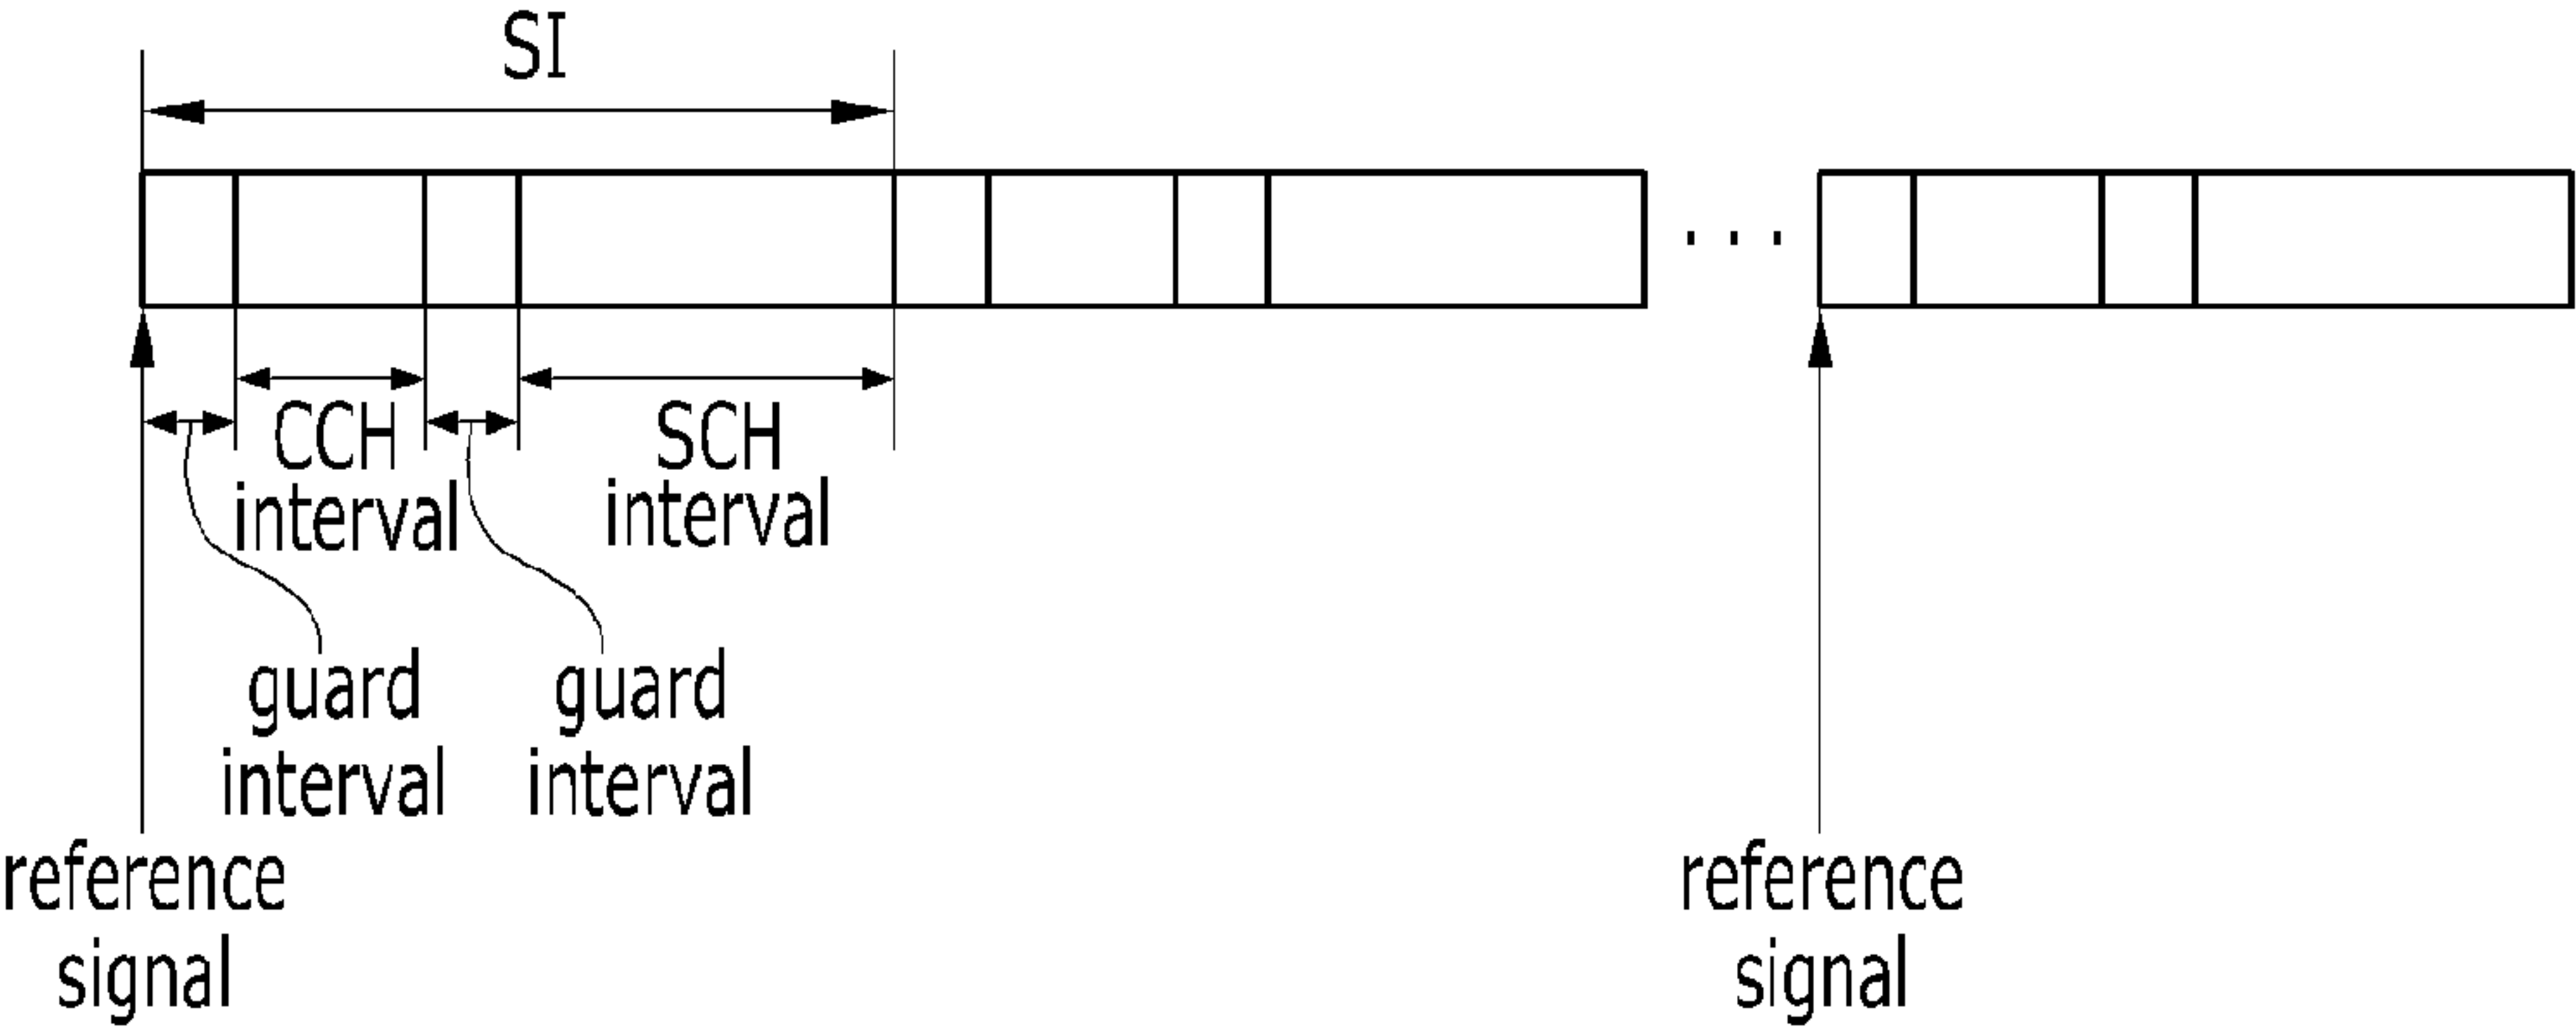 SI
. . .
CCH
interval
SCH
interval
guard
interval
guard
interval
reference
signal
reference
signal